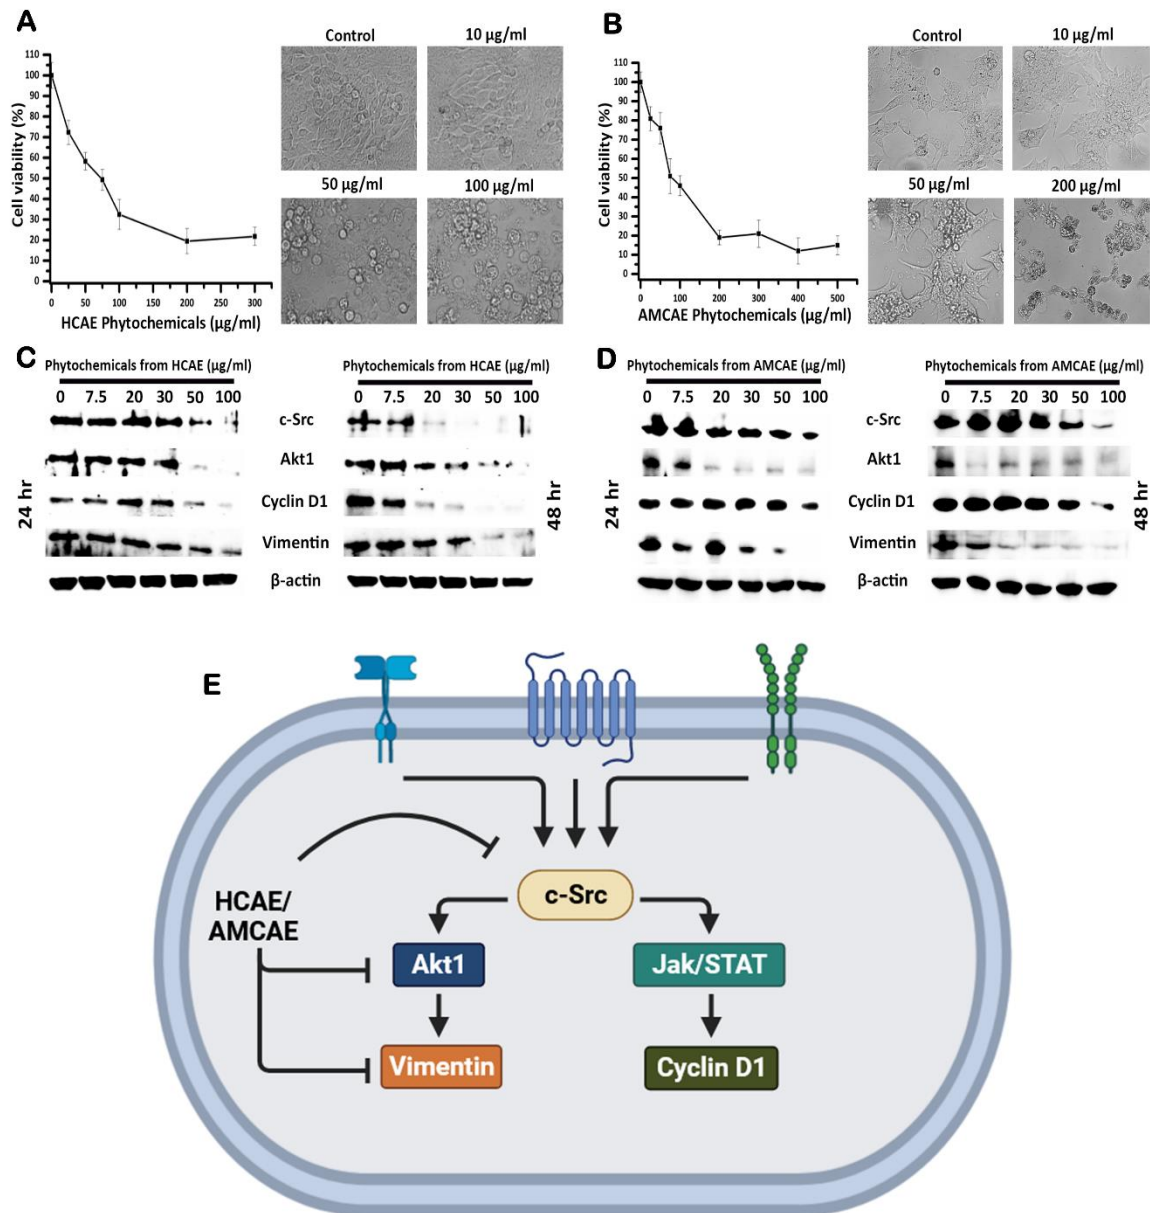 A
Cell viability (%)
110
100
90
80
70
60
50
40
30
20
10
0
0 50 100 150 200 250 300
HCAE Phytochemicals (µg/ml)
Control
10 µg/ml
50 µg/ml
100 µg/ml
B
Cell viability (%)
110
100
90
80
70
60
50
40
30
20
10
0
0 100 200 300 400 500
AMCAE Phytochemicals (µg/ml)
Control
10 µg/ml
50 µg/ml
200 µg/ml
C
Phytochemicals from HCAE (µg/ml)
0 7.5 20 30 50 100
24 hr
Phytochemicals from HCAE (µg/ml)
0 7.5 20 30 50 100
48 hr
c-Src
Akt1
Cyclin D1
Vimentin
β-actin
D
Phytochemicals from AMCAE (µg/ml)
0 7.5 20 30 50 100
24 hr
Phytochemicals from AMCAE (µg/ml)
0 7.5 20 30 50 100
48 hr
c-Src
Akt1
Cyclin D1
Vimentin
β-actin
E
HCAE/
AMCAE
c-Src
Akt1
Jak/STAT
Vimentin
Cyclin D1